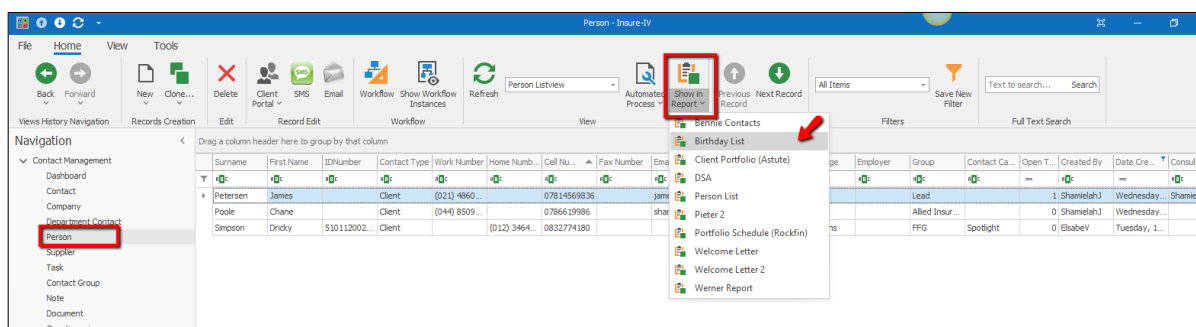 Person - Insure-IV
File Home View Tools
Back Forward New Clone... Delete Client Portal SMS Email Workflow Show Workflow Instances Refresh Person Listview Automated Process Show in Report Previous Record Next Record All Items Save New Filter Text to search... Search
Views History Navigation Records Creation Edit Record Edit Workflow View Filters Full Text Search
Navigation
Drag a column header here to group by that column
Contact Management
Dashboard
Contact
Company
Department Contact
Person
Supplier
Task
Contact Group
Note
Document
Surname First Name IDNumber Contact Type Work Number Home Numb... Cell Nu... Fax Number Ema ge Employer Group Contact Ca... Open T... Created By Date Cre... Consult
Petersen James Client (021) 4860... 07814569836 jame Lead 1 ShamielahJ Wednesday... Shamie
Poole Chane Client (044) 8509... 0786619986 shar Allied Insur... 0 ShamielahJ Wednesday...
Simpson Dricky 510112002... Client (012) 3464... 0832774180 ns FFG Spotlight 0 ElsabeV Tuesday, 1...
Bennie Contacts
Birthday List
Client Portfolio (Astute)
DSA
Person List
Pieter 2
Portfolio Schedule (Rockfin)
Welcome Letter
Welcome Letter 2
Werner Report